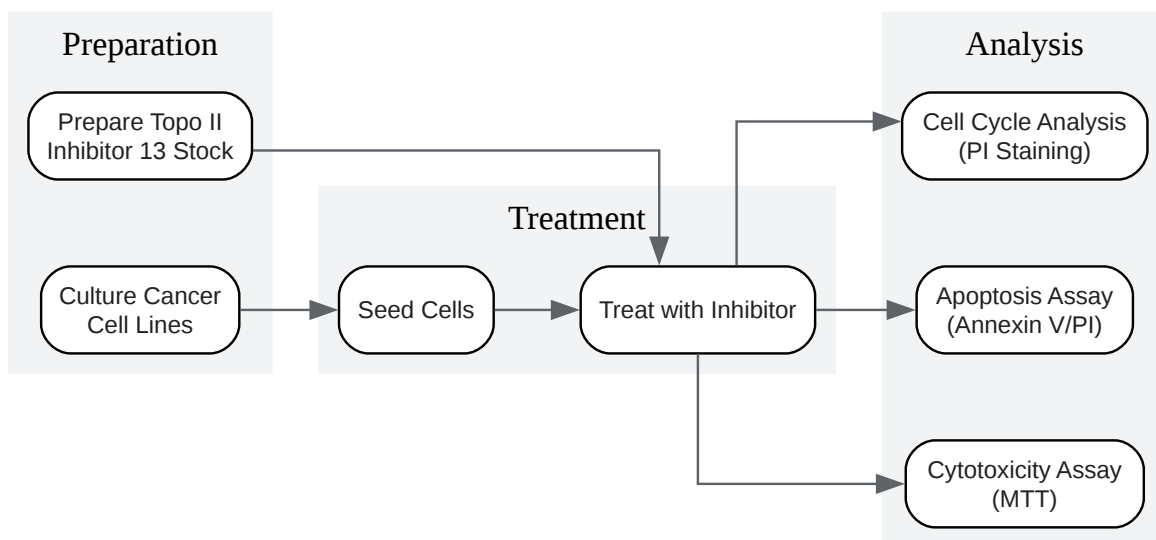 Preparation
Prepare Topo II
Inhibitor 13 Stock
Culture Cancer
Cell Lines
Treatment
Seed Cells
Treat with Inhibitor
Analysis
Cell Cycle Analysis
(PI Staining)
Apoptosis Assay
(Annexin V/PI)
Cytotoxicity Assay
(MTT)